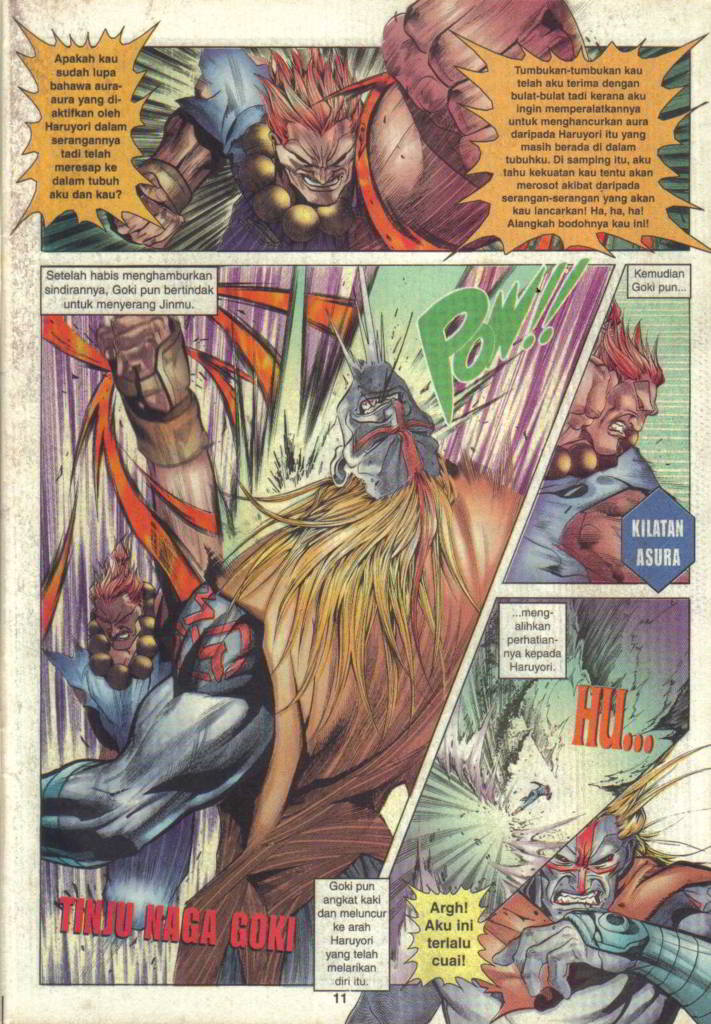 Apakah kau
sudah lupa
bahawa aura-
aura yang di-
aktifkan oleh
Haruyori dalam
serangannya
tadi telah
meresap ke
dalam tubuh
aku dan kau?
Tumbukan-tumbukan kau
telah aku terima dengan
bulat-bulat tadi kerana aku
ingin memperalatkannya
untuk menghancurkan aura
daripada Haruyori itu yang
masih berada di dalam
tubuhku. Di samping itu, aku
tahu kekuatan kau tentu akan
merosot akibat daripada
serangan-serangan yang akan
kau lancarkan! Ha, ha, ha!
Alangkah bodohnya kau ini!
Setelah habis menghamburkan
sindirannya, Goki pun bertindak
untuk menyerang Jinmu.
POW!!
Kemudian
Goki pun...
KILATAN
ASURA
...meng-
alihkan
perhatian-
nya kepada
Haruyori.
HU...
TINJU NAGA GOKI
Goki pun
angkat kaki
dan meluncur
ke arah
Haruyori
yang telah
melarikan
diri itu.
Argh!
Aku ini
terlalu
cuai!
11